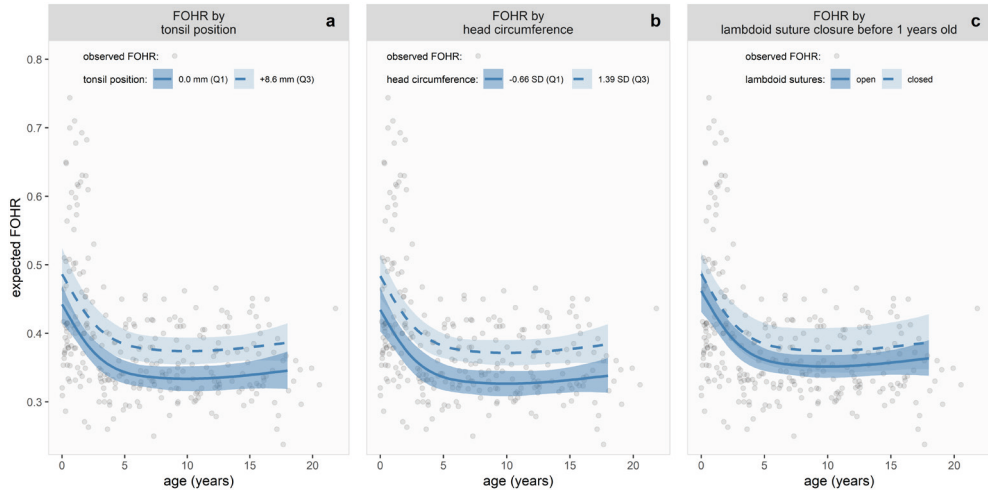 FOHR by
tonsil position
a
observed FOHR:
tonsil position: 0.0 mm (Q1) +8.6 mm (Q3)
FOHR by
head circumference
b
observed FOHR:
head circumference: -0.66 SD (Q1) 1.39 SD (Q3)
FOHR by
lambdoid suture closure before 1 years old
c
observed FOHR:
lambdoid sutures: open closed
expected FOHR
0.8
0.7
0.6
0.5
0.4
0.3
0 5 10 15 20
age (years)
0 5 10 15 20
age (years)
0 5 10 15 20
age (years)